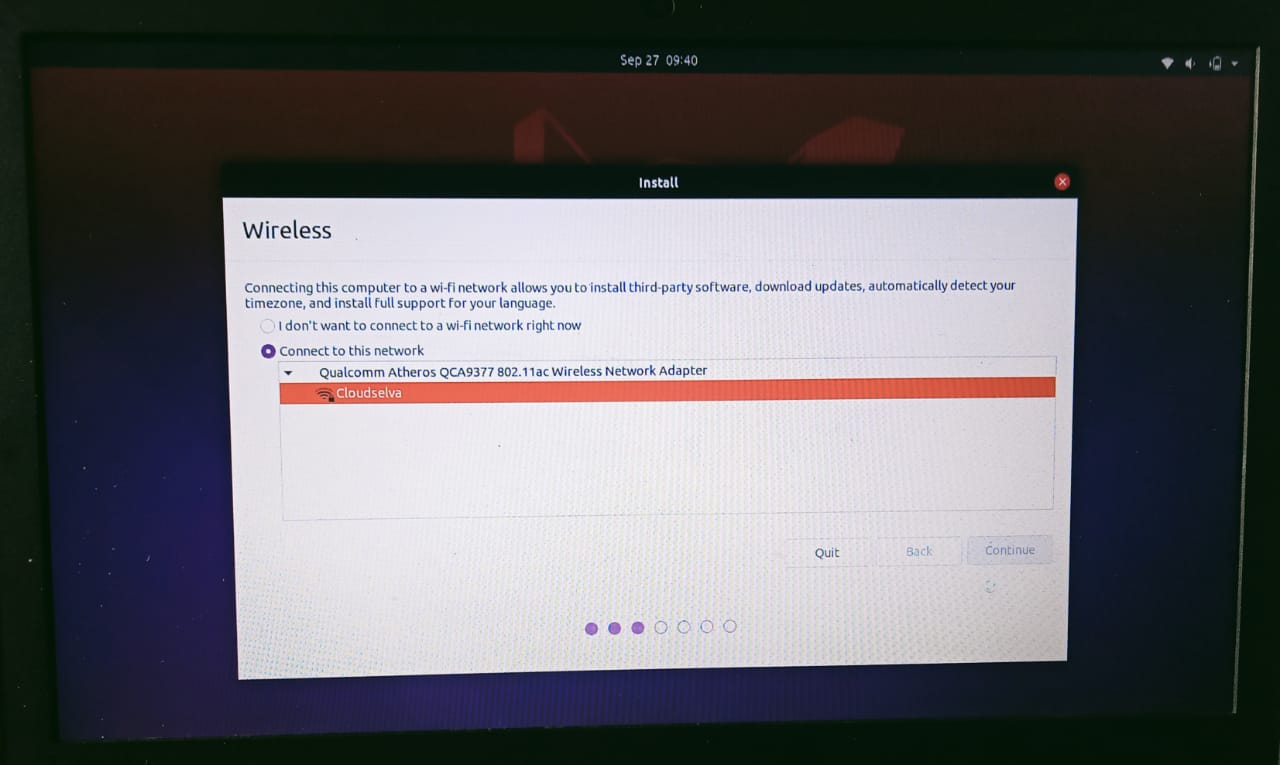 Sep 27 09:40
Install
Wireless
Connecting this computer to a wi-fi network allows you to install third-party software, download updates, automatically detect your
timezone, and install full support for your language.
I don't want to connect to a wi-fi network right now
Connect to this network
Qualcomm Atheros QCA9377 802.11ac Wireless Network Adapter
Cloudselva
Quit Back Continue